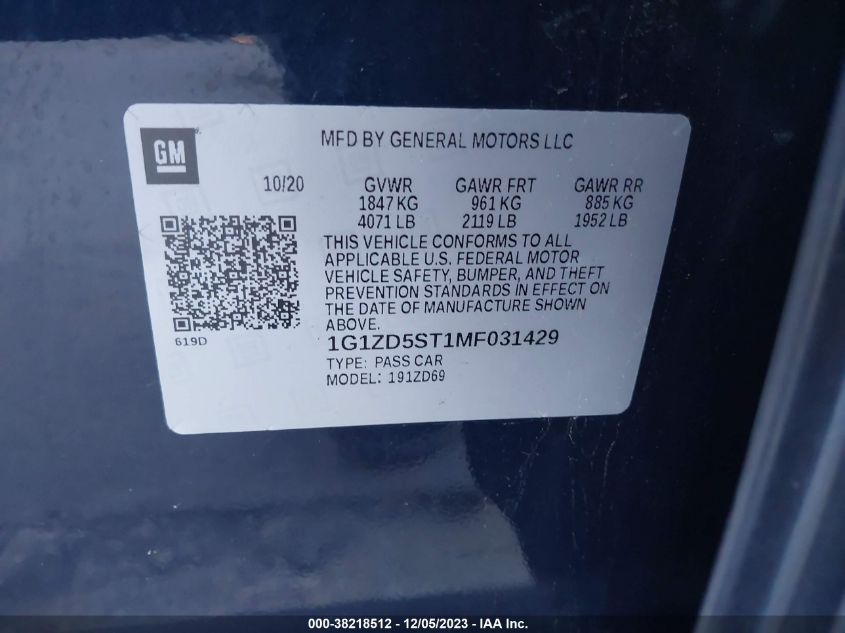 GM
MFD BY GENERAL MOTORS LLC
10/20 GVWR GAWR FRT GAWR RR
1847 KG 961 KG 885 KG
4071 LB 2119 LB 1952 LB
THIS VEHICLE CONFORMS TO ALL
APPLICABLE U.S. FEDERAL MOTOR
VEHICLE SAFETY, BUMPER, AND THEFT
PREVENTION STANDARDS IN EFFECT ON
THE DATE OF MANUFACTURE SHOWN
ABOVE.
619D
1G1ZD5ST1MF031429
TYPE: PASS CAR
MODEL: 191ZD69
000-38218512 - 12/05/2023 - IAA Inc.